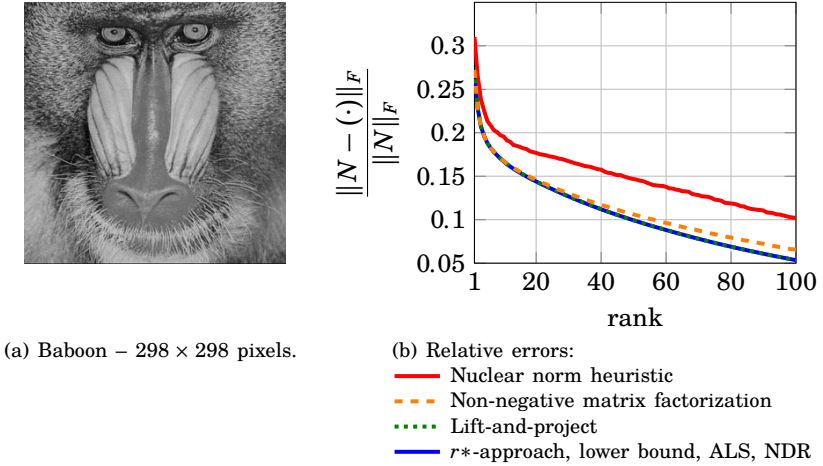 0.3
0.25
0.2
0.15
0.1
0.05
‖N − (·)‖F
‖N‖F
1 20 40 60 80 100
rank
(a) Baboon – 298 × 298 pixels.
(b) Relative errors:
Nuclear norm heuristic
Non-negative matrix factorization
Lift-and-project
r∗-approach, lower bound, ALS, NDR